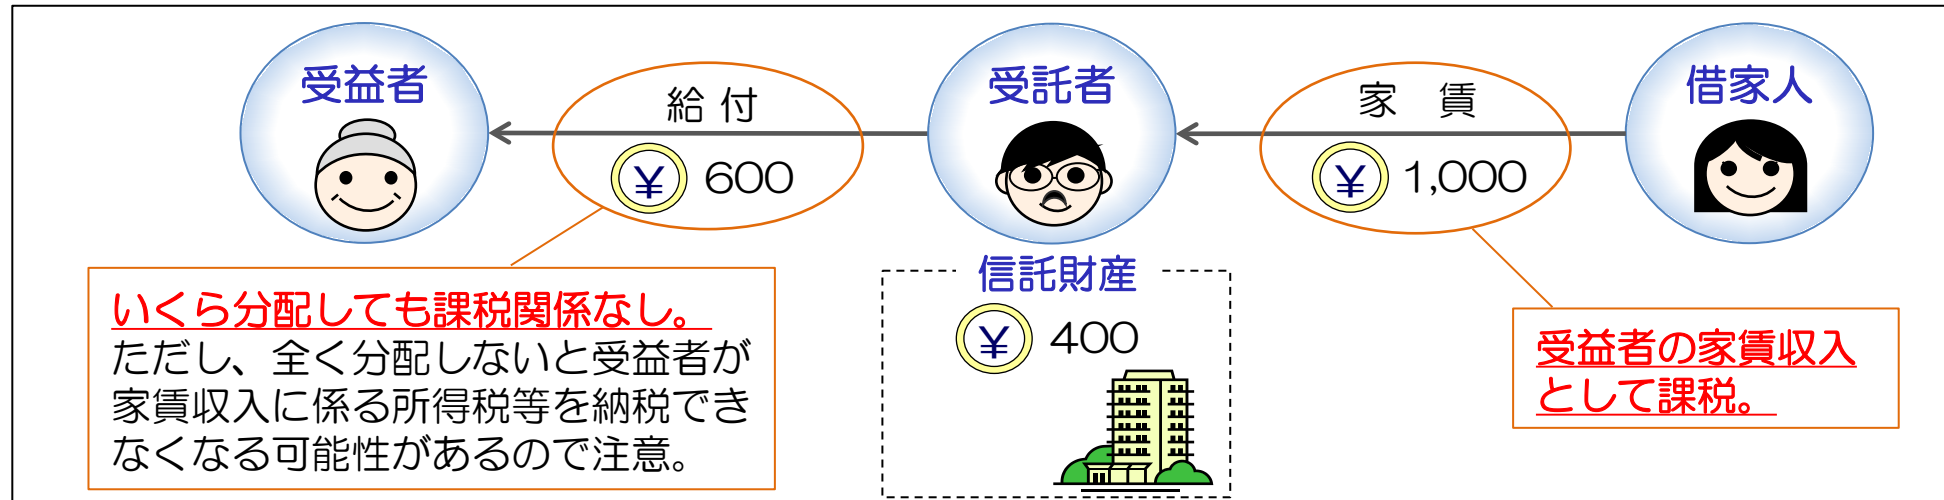 受益者
給 付
¥ 600
受託者
家 賃
¥ 1,000
借家人
信託財産
¥ 400
いくら分配しても課税関係なし。
ただし、全く分配しないと受益者が
家賃収入に係る所得税等を納税でき
なくなる可能性があるので注意。
受益者の家賃収入
として課税。